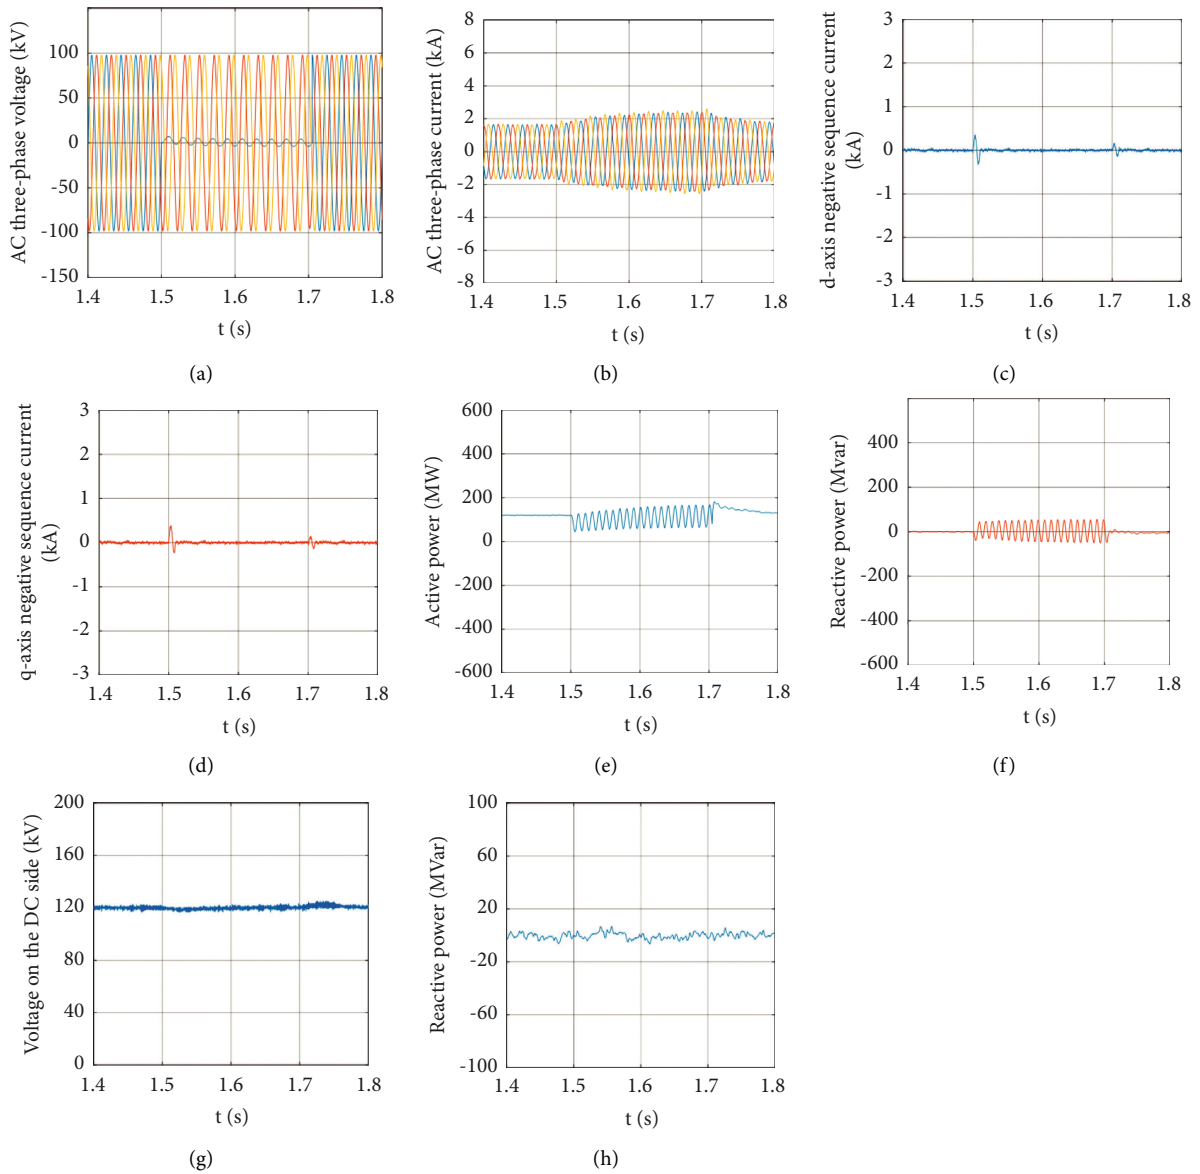 AC three-phase voltage (kV)
100
50
0
-50
-100
-150
1.4 1.5 1.6 1.7 1.8
t (s)
(a)
AC three-phase current (kA)
8
6
4
2
0
-2
-4
-6
-8
1.4 1.5 1.6 1.7 1.8
t (s)
(b)
d-axis negative sequence current
(kA)
3
2
1
0
-1
-2
-3
1.4 1.5 1.6 1.7 1.8
t (s)
(c)
q-axis negative sequence current
(kA)
3
2
1
0
-1
-2
-3
1.4 1.5 1.6 1.7 1.8
t (s)
(d)
Active power (MW)
600
400
200
0
-200
-400
-600
1.4 1.5 1.6 1.7 1.8
t (s)
(e)
Reactive power (Mvar)
400
200
0
-200
-400
-600
1.4 1.5 1.6 1.7 1.8
t (s)
(f)
Voltage on the DC side (kV)
200
160
120
80
40
0
1.4 1.5 1.6 1.7 1.8
t (s)
(g)
Reactive power (MVar)
100
60
20
-20
-60
-100
1.4 1.5 1.6 1.7 1.8
t (s)
(h)